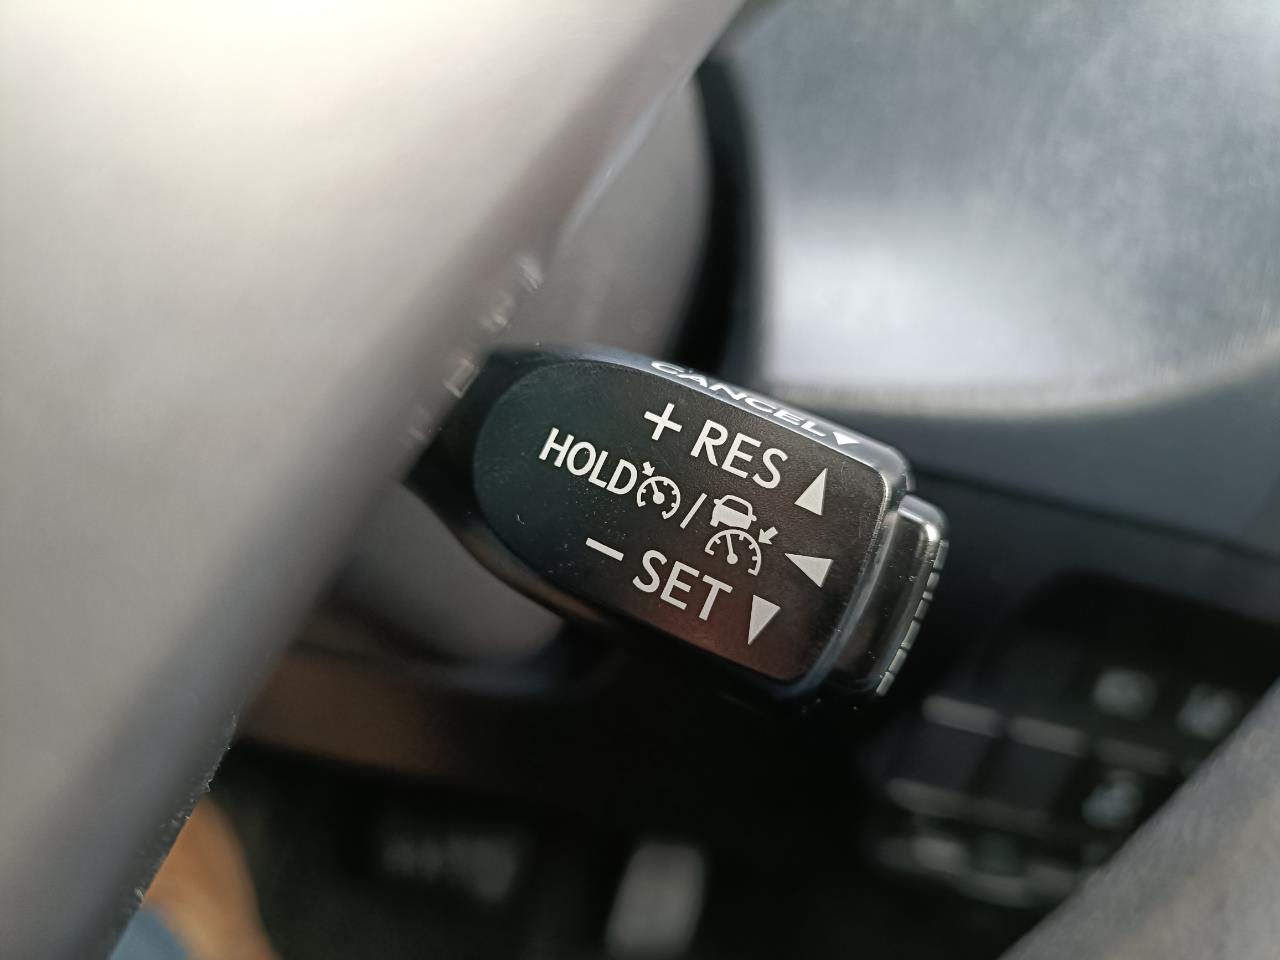 CANCEL
+ RES
HOLD /
− SET